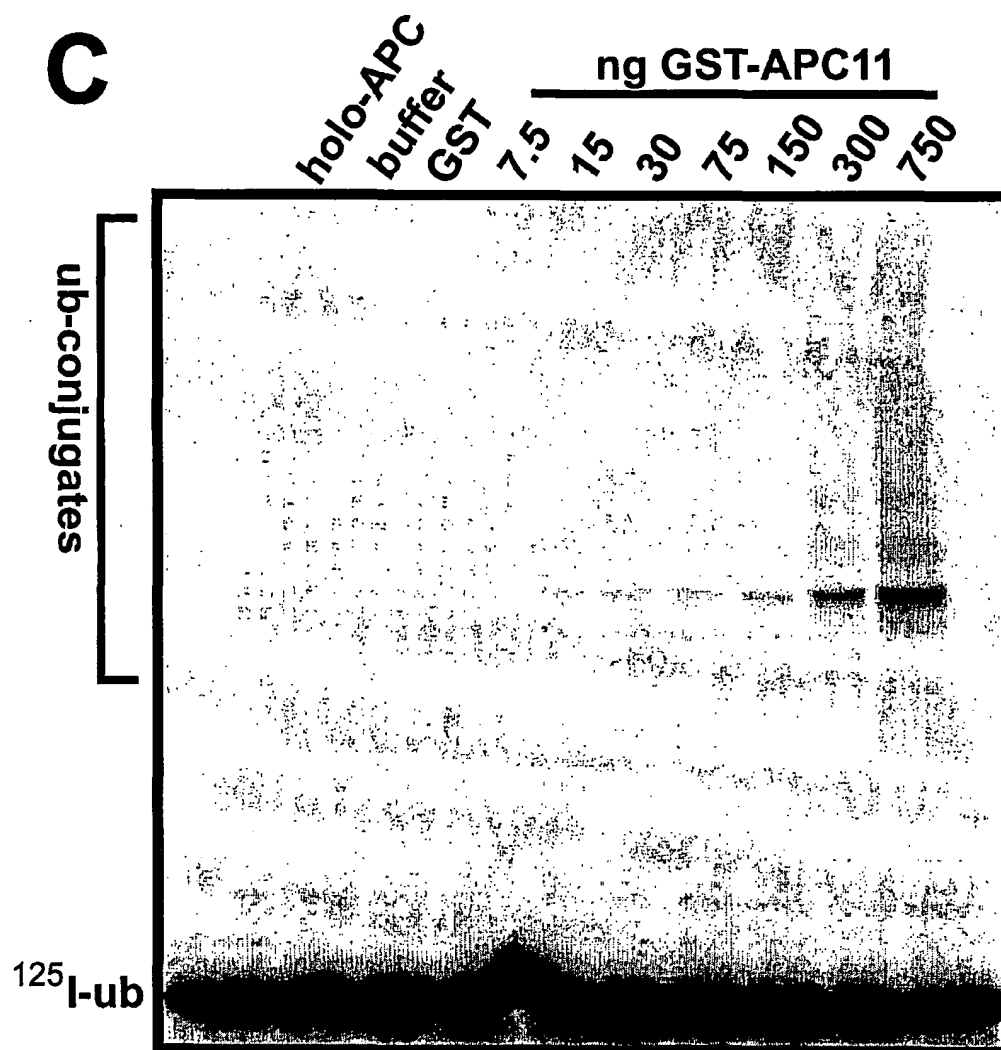 C
ng GST-APC11
holo-APC
buffer
GST
7.5
15
30
75
150
300
750
ub-conjugates
125I-ub